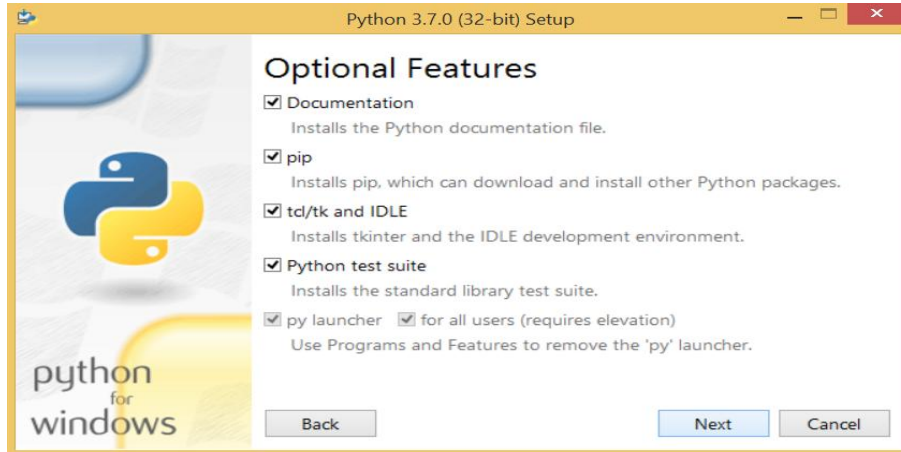 Python 3.7.0 (32-bit) Setup
Optional Features
Documentation
Installs the Python documentation file.
pip
Installs pip, which can download and install other Python packages.
tcl/tk and IDLE
Installs tkinter and the IDLE development environment.
Python test suite
Installs the standard library test suite.
py launcher for all users (requires elevation)
Use Programs and Features to remove the 'py' launcher.
python
for
windows
Back Next Cancel